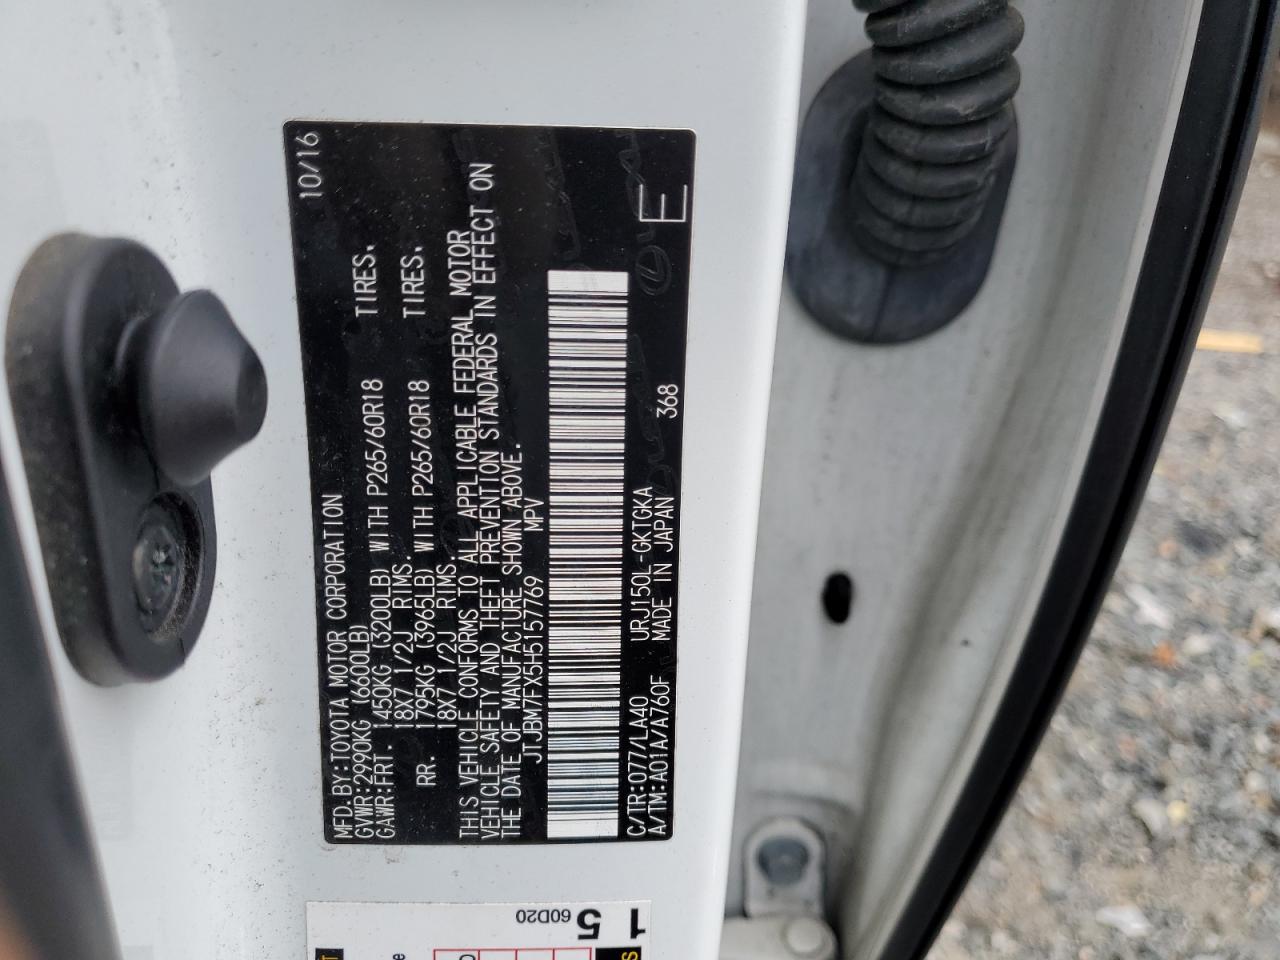 MFD.BY:TOYOTA MOTOR CORPORATION 10/16
GVWR:2990KG (6600LB)
GAWR:FRT. 1450KG (3200LB) WITH P265/60R18 TIRES.
18X7 1/2J RIMS.
RR. 1795KG (3965LB) WITH P265/60R18 TIRES.
18X7 1/2J RIMS.
THIS VEHICLE CONFORMS TO ALL APPLICABLE FEDERAL MOTOR
VEHICLE SAFETY AND THEFT PREVENTION STANDARDS IN EFFECT ON
THE DATE OF MANUFACTURE SHOWN ABOVE.
JTJBM7FX5H5157769 MPV
C/TR:077/LA40 URJ150L-GKTGKA
A/TM:A01A/A760F MADE IN JAPAN 368 E
60D20
15